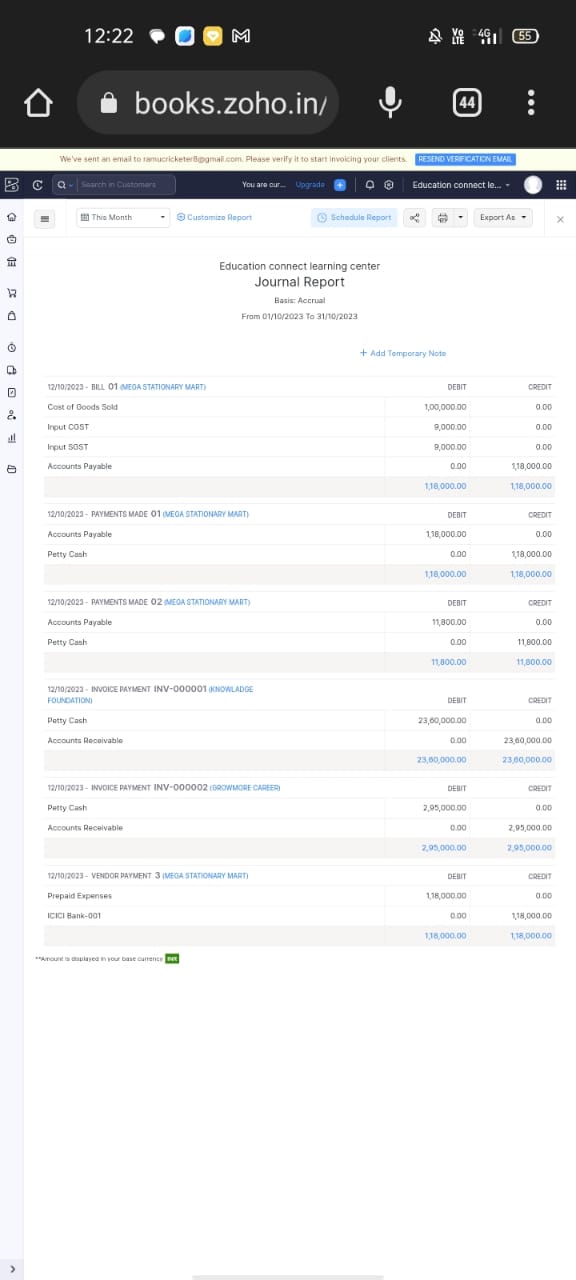 12:22 Vo LTE 4G 55
books.zoho.in/ 44
We've sent an email to ramucricketer8@gmail.com. Please verify it to start invoicing your clients. RESEND VERIFICATION EMAIL
Search in Customers You are cur... Upgrade Education connect le...
This Month Customize Report Schedule Report Export As
Education connect learning center
Journal Report
Basis: Accrual
From 01/10/2023 To 31/10/2023
+ Add Temporary Note
12/10/2023 - BILL 01 (MEGA STATIONARY MART) DEBIT CREDIT
Cost of Goods Sold 1,00,000.00 0.00
Input CGST 9,000.00 0.00
Input SGST 9,000.00 0.00
Accounts Payable 0.00 1,18,000.00
1,18,000.00 1,18,000.00
12/10/2023 - PAYMENTS MADE 01 (MEGA STATIONARY MART) DEBIT CREDIT
Accounts Payable 1,18,000.00 0.00
Petty Cash 0.00 1,18,000.00
1,18,000.00 1,18,000.00
12/10/2023 - PAYMENTS MADE 02 (MEGA STATIONARY MART) DEBIT CREDIT
Accounts Payable 11,800.00 0.00
Petty Cash 0.00 11,800.00
11,800.00 11,800.00
12/10/2023 - INVOICE PAYMENT INV-000001 (KNOWLADGE
FOUNDATION) DEBIT CREDIT
Petty Cash 23,60,000.00 0.00
Accounts Receivable 0.00 23,60,000.00
23,60,000.00 23,60,000.00
12/10/2023 - INVOICE PAYMENT INV-000002 (GROWMORE CAREER) DEBIT CREDIT
Petty Cash 2,95,000.00 0.00
Accounts Receivable 0.00 2,95,000.00
2,95,000.00 2,95,000.00
12/10/2023 - VENDOR PAYMENT 3 (MEGA STATIONARY MART) DEBIT CREDIT
Prepaid Expenses 1,18,000.00 0.00
ICICI Bank-001 0.00 1,18,000.00
1,18,000.00 1,18,000.00
**Amount is displayed in your base currency INR